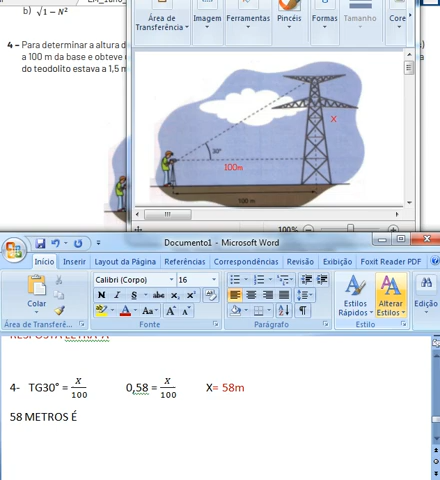 b) √1 − N²
4 – Para determinar a altura d
a 100 m da base e obteve
do teodolito estava a 1,5 m
a
Área de Transferência
Imagem
Ferramentas
Pincéis
Formas
Tamanho
Core
X
30°
100m
100 m
100%
Documento1 - Microsoft Word
Início Inserir Layout da Página Referências Correspondências Revisão Exibição Foxit Reader PDF
Colar
Calibri (Corpo) 16
N I S abe x₂ x²
Aa A A
Estilos Rápidos
Alterar Estilos
Edição
Área de Transferê... Fonte Parágrafo Estilo
RESPOSTA LETRA A
4- TG30° = X/100 0,58 = X/100 X= 58m
58 METROS É